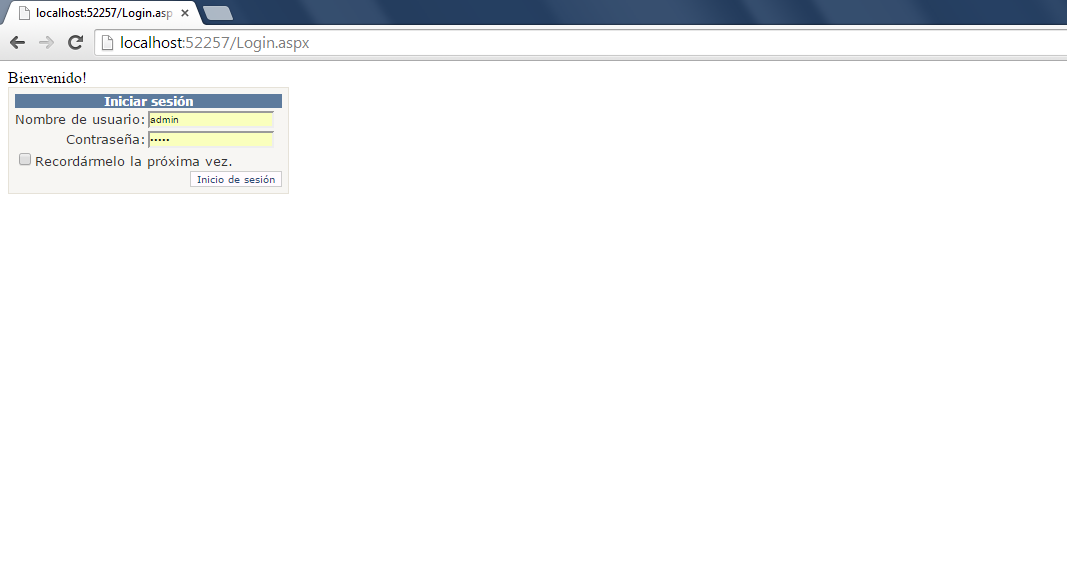 localhost:52257/Login.asp
localhost:52257/Login.aspx
Bienvenido!
Iniciar sesión
Nombre de usuario: admin
Contraseña: •••••
Recordármelo la próxima vez.
Inicio de sesión